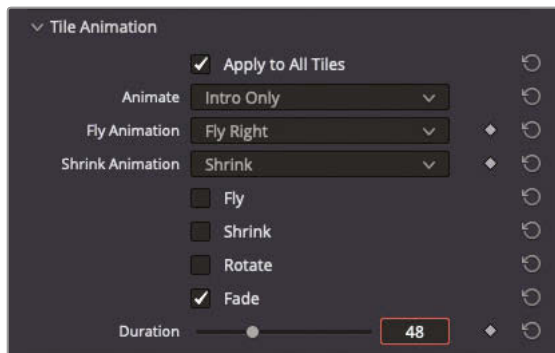 Tile Animation
Apply to All Tiles
Animate Intro Only
Fly Animation Fly Right
Shrink Animation Shrink
Fly
Shrink
Rotate
Fade
Duration 48